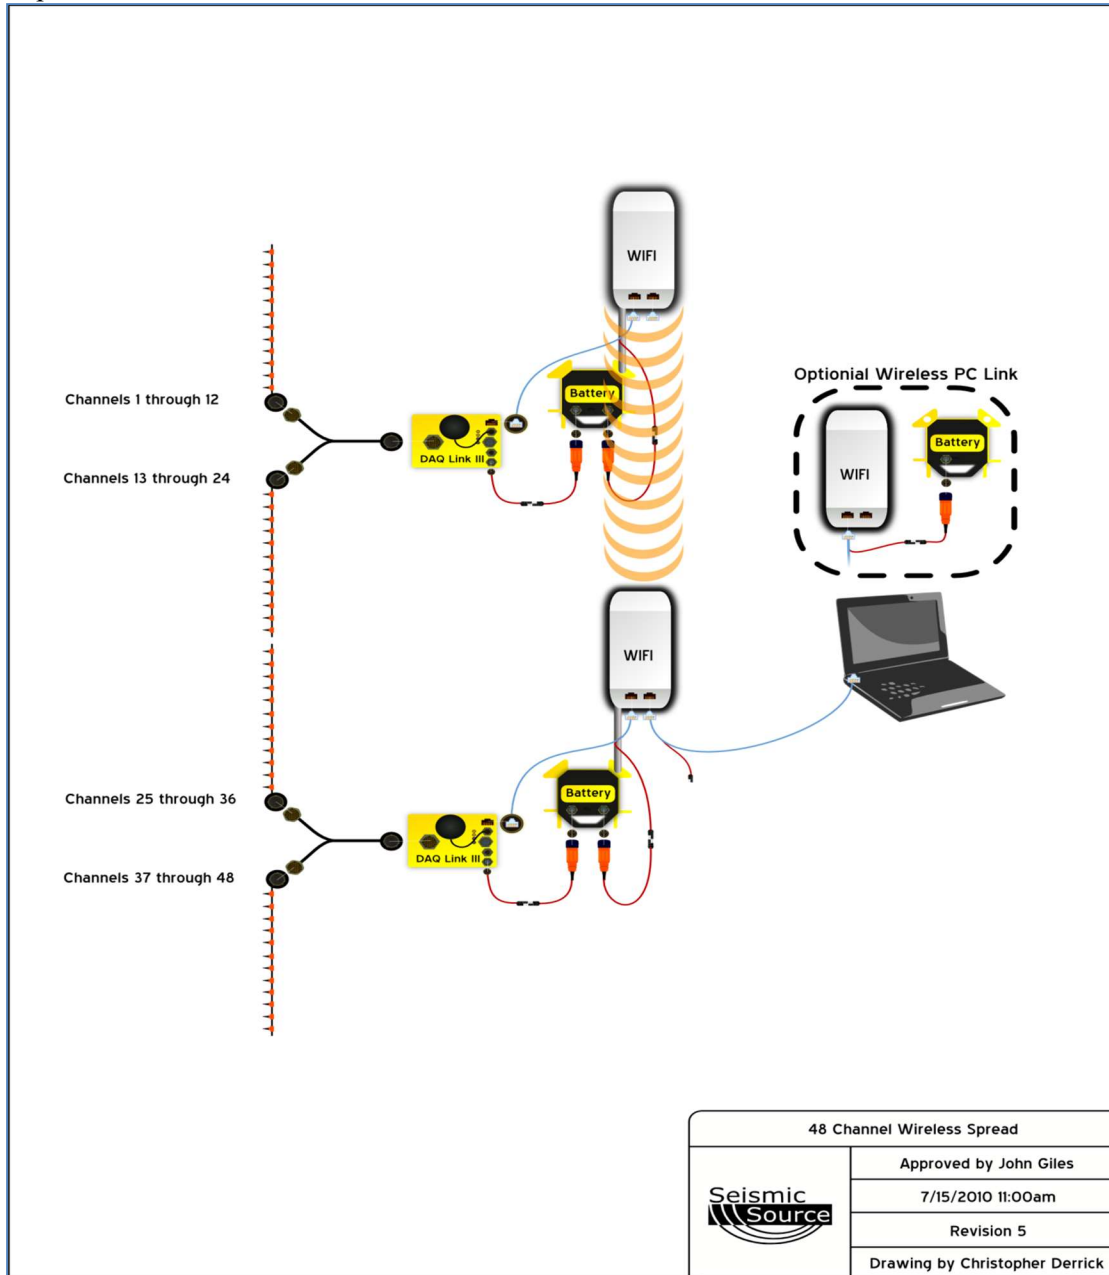 WIFI
Optionial Wireless PC Link
Channels 1 through 12
Battery
Battery
DAQ Link III
WIFI
Channels 13 through 24
WIFI
Channels 25 through 36
Battery
DAQ Link III
Channels 37 through 48
48 Channel Wireless Spread
Seismic
Source
Approved by John Giles
7/15/2010 11:00am
Revision 5
Drawing by Christopher Derrick